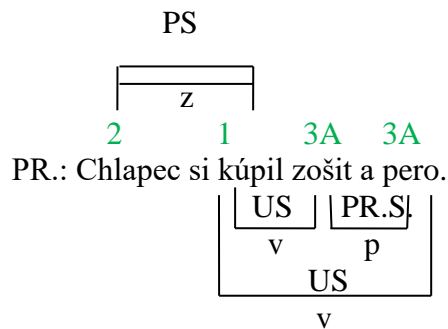 PS
z
2 1 3A 3A
PR.: Chlapec si kúpil zošit a pero.
US PR.S.
v p
US
v